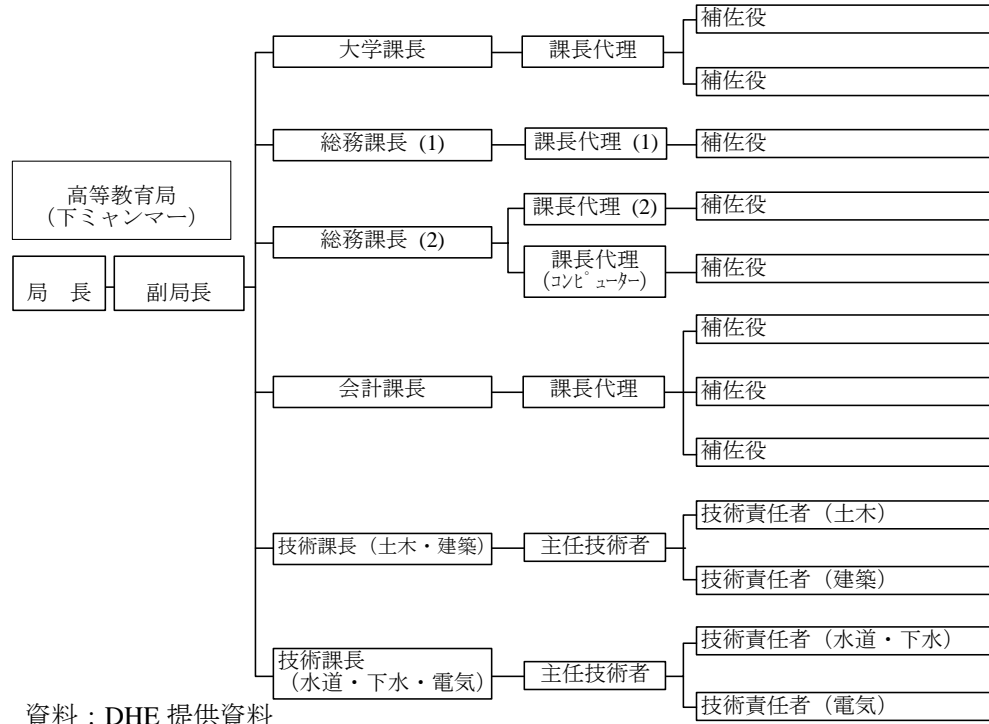 高等教育局
(下ミャンマー)
局　長
副局長
大学課長
課長代理
補佐役
補佐役
総務課長 (1)
課長代理 (1)
補佐役
総務課長 (2)
課長代理 (2)
補佐役
課長代理
(ｺﾝﾋﾟｭｰﾀｰ)
補佐役
会計課長
課長代理
補佐役
補佐役
補佐役
技術課長（土木・建築）
主任技術者
技術責任者（土木）
技術責任者（建築）
技術課長
（水道・下水・電気）
主任技術者
技術責任者（水道・下水）
技術責任者（電気）
資料：DHE 提供資料